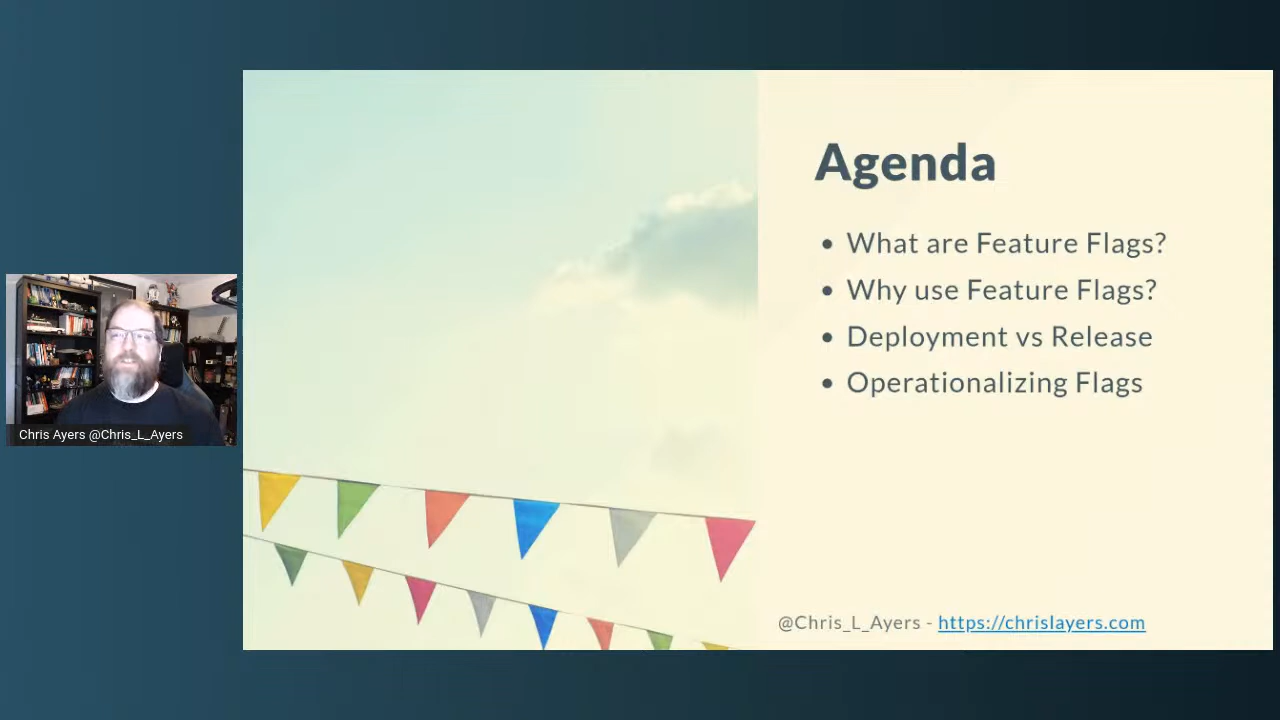 Agenda
• What are Feature Flags?
• Why use Feature Flags?
• Deployment vs Release
• Operationalizing Flags
@Chris_L_Ayers - https://chrislayers.com
Chris Ayers @Chris_L_Ayers